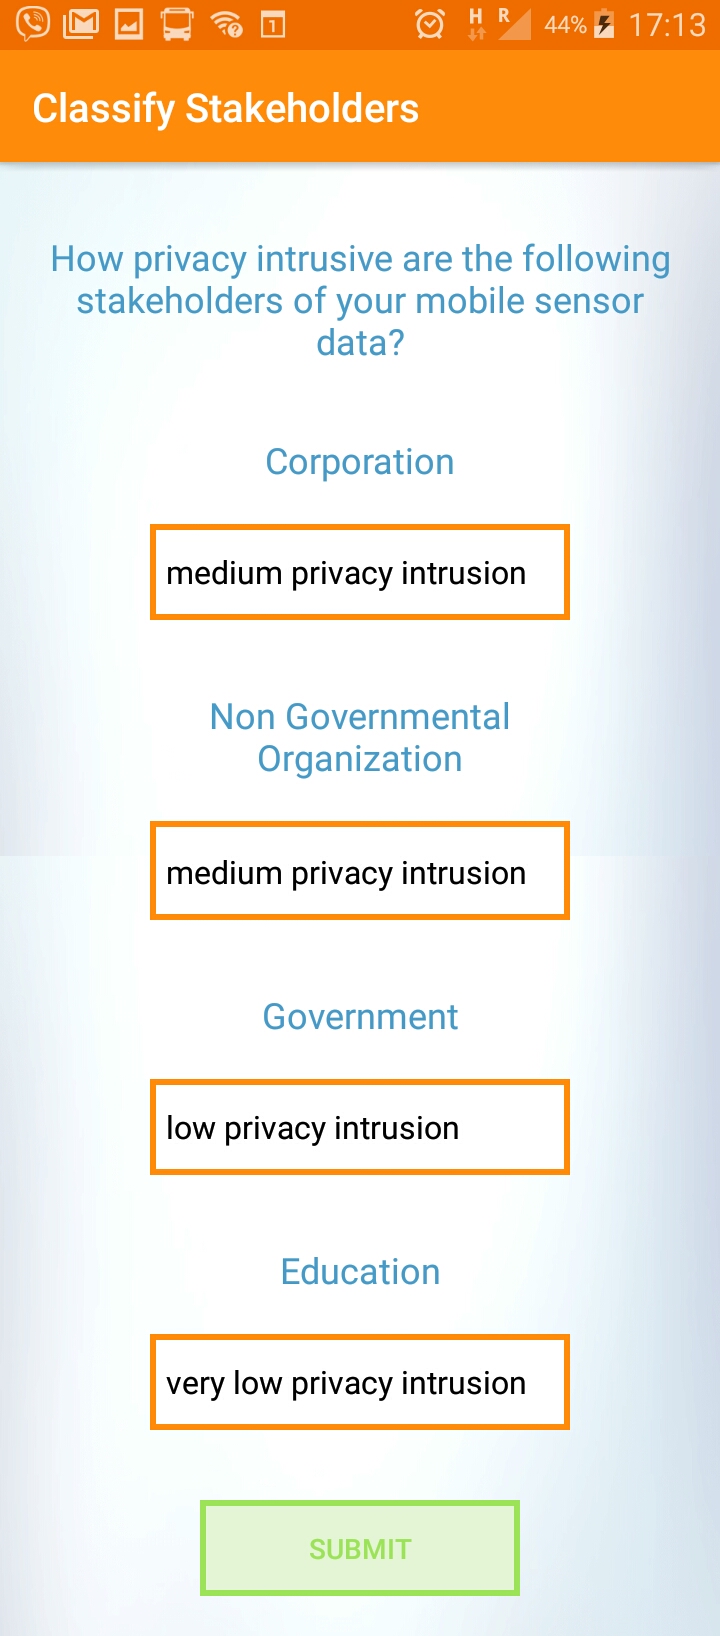 1 H R 44% 17:13
Classify Stakeholders
How privacy intrusive are the following
stakeholders of your mobile sensor
data?
Corporation
medium privacy intrusion
Non Governmental
Organization
medium privacy intrusion
Government
low privacy intrusion
Education
very low privacy intrusion
SUBMIT